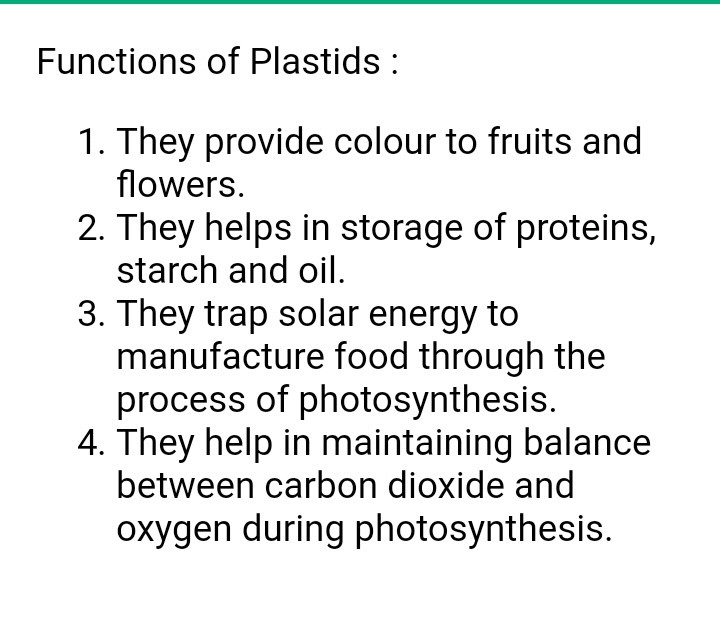 Functions of Plastids :
1. They provide colour to fruits and
flowers.
2. They helps in storage of proteins,
starch and oil.
3. They trap solar energy to
manufacture food through the
process of photosynthesis.
4. They help in maintaining balance
between carbon dioxide and
oxygen during photosynthesis.